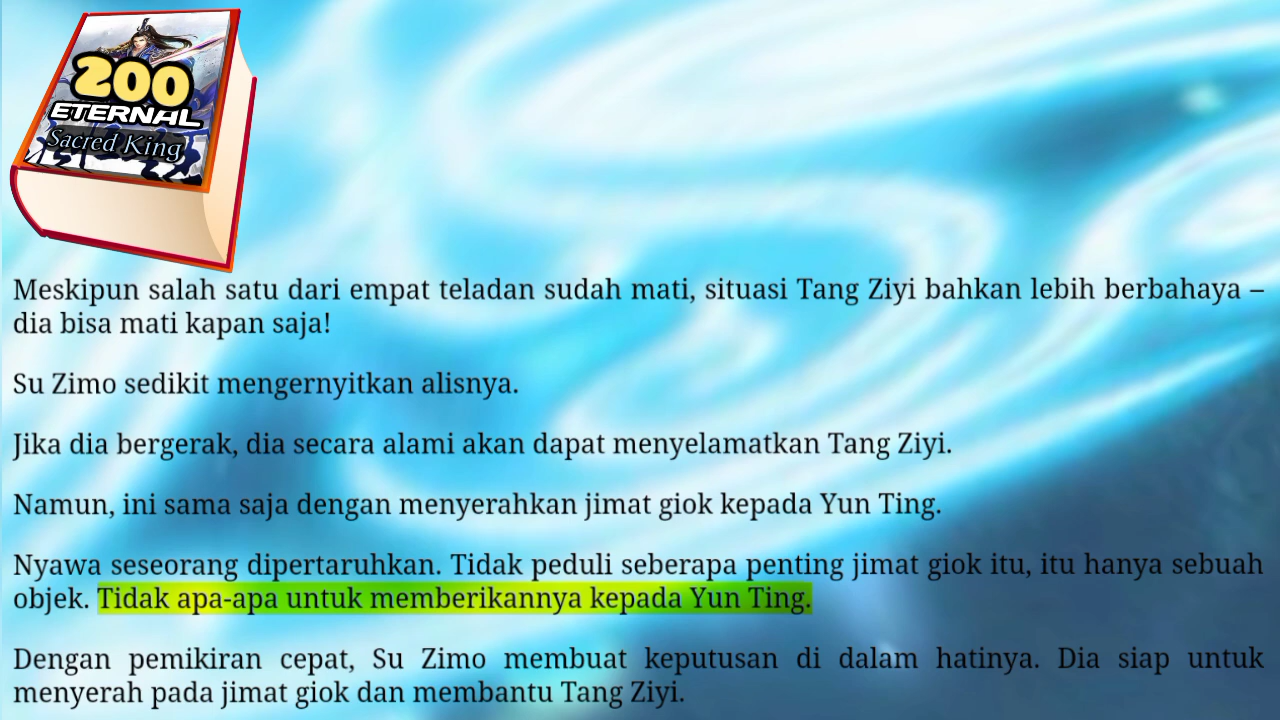 200
ETERNAL
Sacred King
Meskipun salah satu dari empat teladan sudah mati, situasi Tang Ziyi bahkan lebih berbahaya –
dia bisa mati kapan saja!
Su Zimo sedikit mengernyitkan alisnya.
Jika dia bergerak, dia secara alami akan dapat menyelamatkan Tang Ziyi.
Namun, ini sama saja dengan menyerahkan jimat giok kepada Yun Ting.
Nyawa seseorang dipertaruhkan. Tidak peduli seberapa penting jimat giok itu, itu hanya sebuah
objek. Tidak apa-apa untuk memberikannya kepada Yun Ting.
Dengan pemikiran cepat, Su Zimo membuat keputusan di dalam hatinya. Dia siap untuk
menyerah pada jimat giok dan membantu Tang Ziyi.